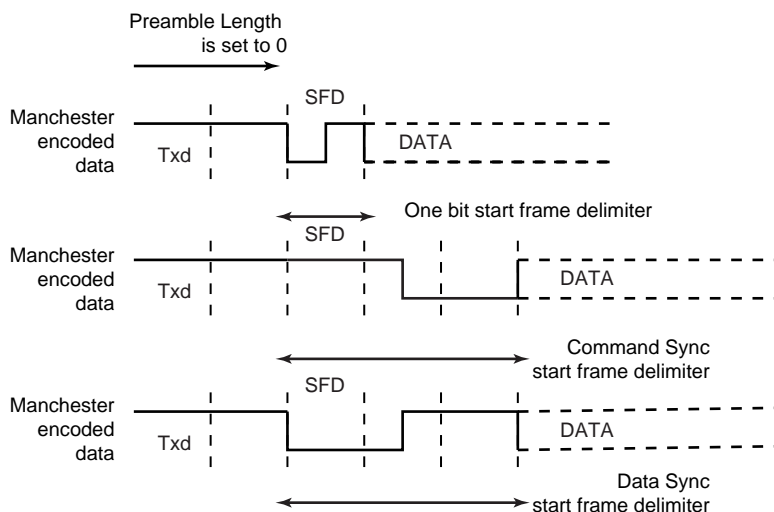 Preamble Length
is set to 0
SFD
Manchester
encoded
data
Txd
DATA
One bit start frame delimiter
SFD
Manchester
encoded
data
Txd
DATA
Command Sync
start frame delimiter
SFD
Manchester
encoded
data
Txd
DATA
Data Sync
start frame delimiter